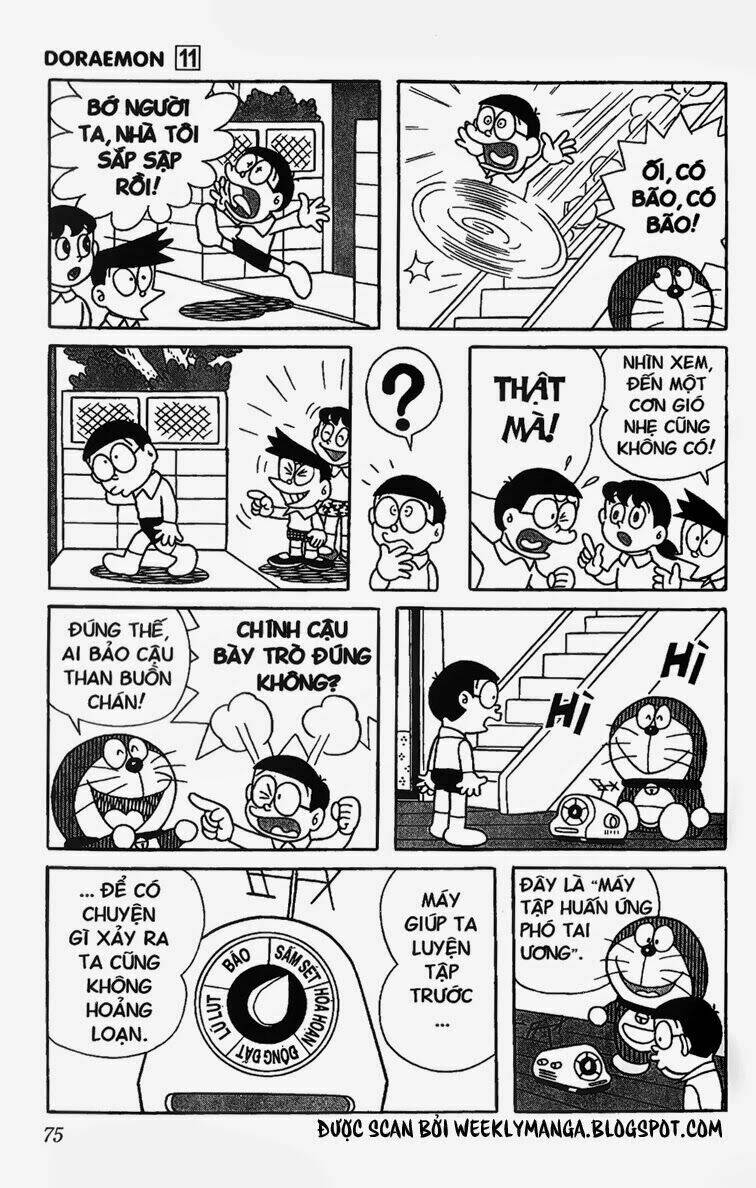 DORAEMON 11
ỐI, CÓ
BÃO, CÓ
BÃO!
BỚ NGƯỜI
TA, NHÀ TÔI
SẮP SẬP
RỒI!
NHÌN XEM,
ĐẾN MỘT
CƠN GIÓ
NHẸ CŨNG
KHÔNG CÓ!
THẬT
MÀ!
?
HÌ
HÌ
CHÍNH CẬU
BÀY TRÒ ĐÚNG
KHÔNG?
ĐÚNG THẾ,
AI BẢO CẬU
THAN BUỒN
CHÁN!
ĐÂY LÀ "MÁY
TẬP HUẤN ỨNG
PHÓ TAI
ƯƠNG".
MÁY
GIÚP TA
LUYỆN
TẬP
TRƯỚC
...
BÃO
SẤM SÉT
HỎA HOẠN
ĐỘNG ĐẤT
LŨ LỤT
... ĐỂ CÓ
CHUYỆN
GÌ XẢY RA
TA CŨNG
KHÔNG
HOẢNG
LOẠN.
75
ĐƯỢC SCAN BỞI WEEKLYMANGA.BLOGSPOT.COM